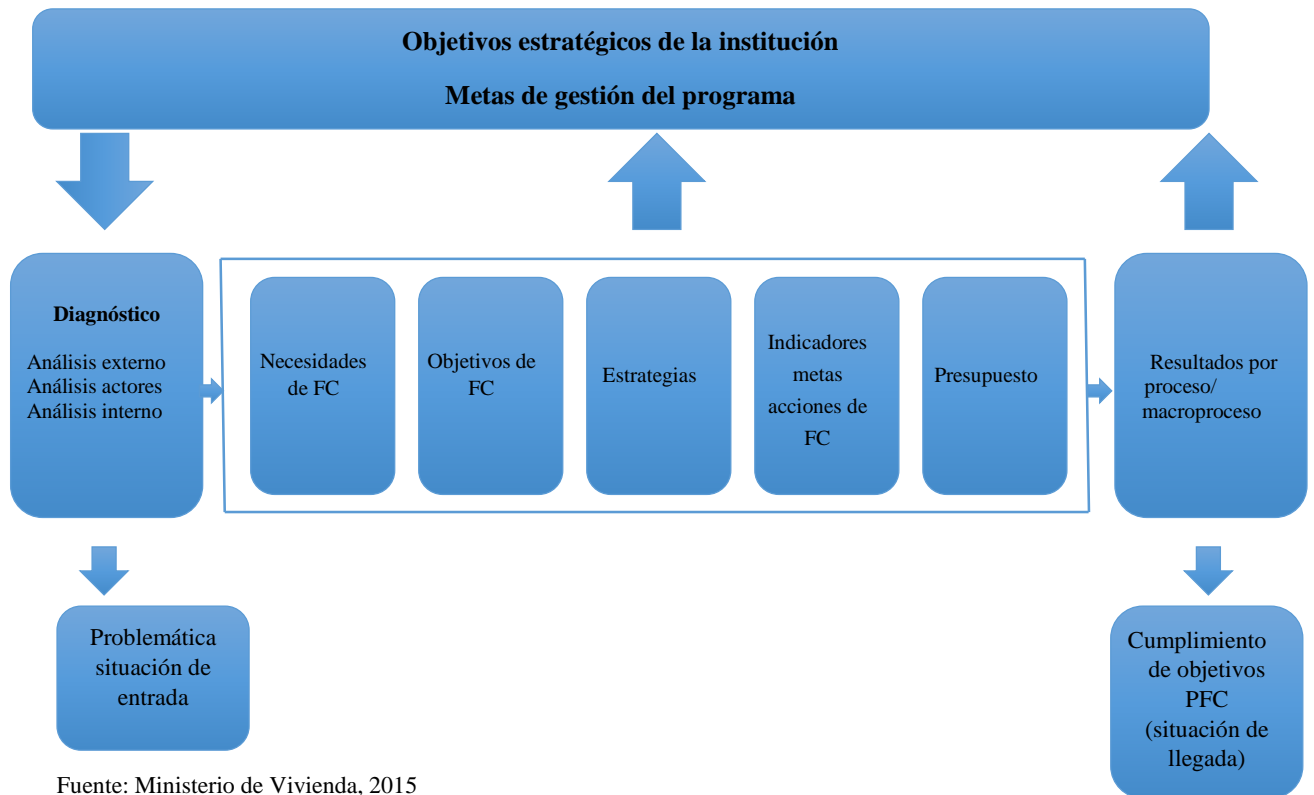 Objetivos estratégicos de la institución
Metas de gestión del programa
Diagnóstico
Análisis externo
Análisis actores
Análisis interno
Necesidades
de FC
Objetivos de
FC
Estrategias
Indicadores
metas
acciones de
FC
Presupuesto
Resultados por
proceso/
macroproceso
Problemática
situación de
entrada
Cumplimiento
de objetivos
PFC
(situación de
llegada)
Fuente: Ministerio de Vivienda, 2015